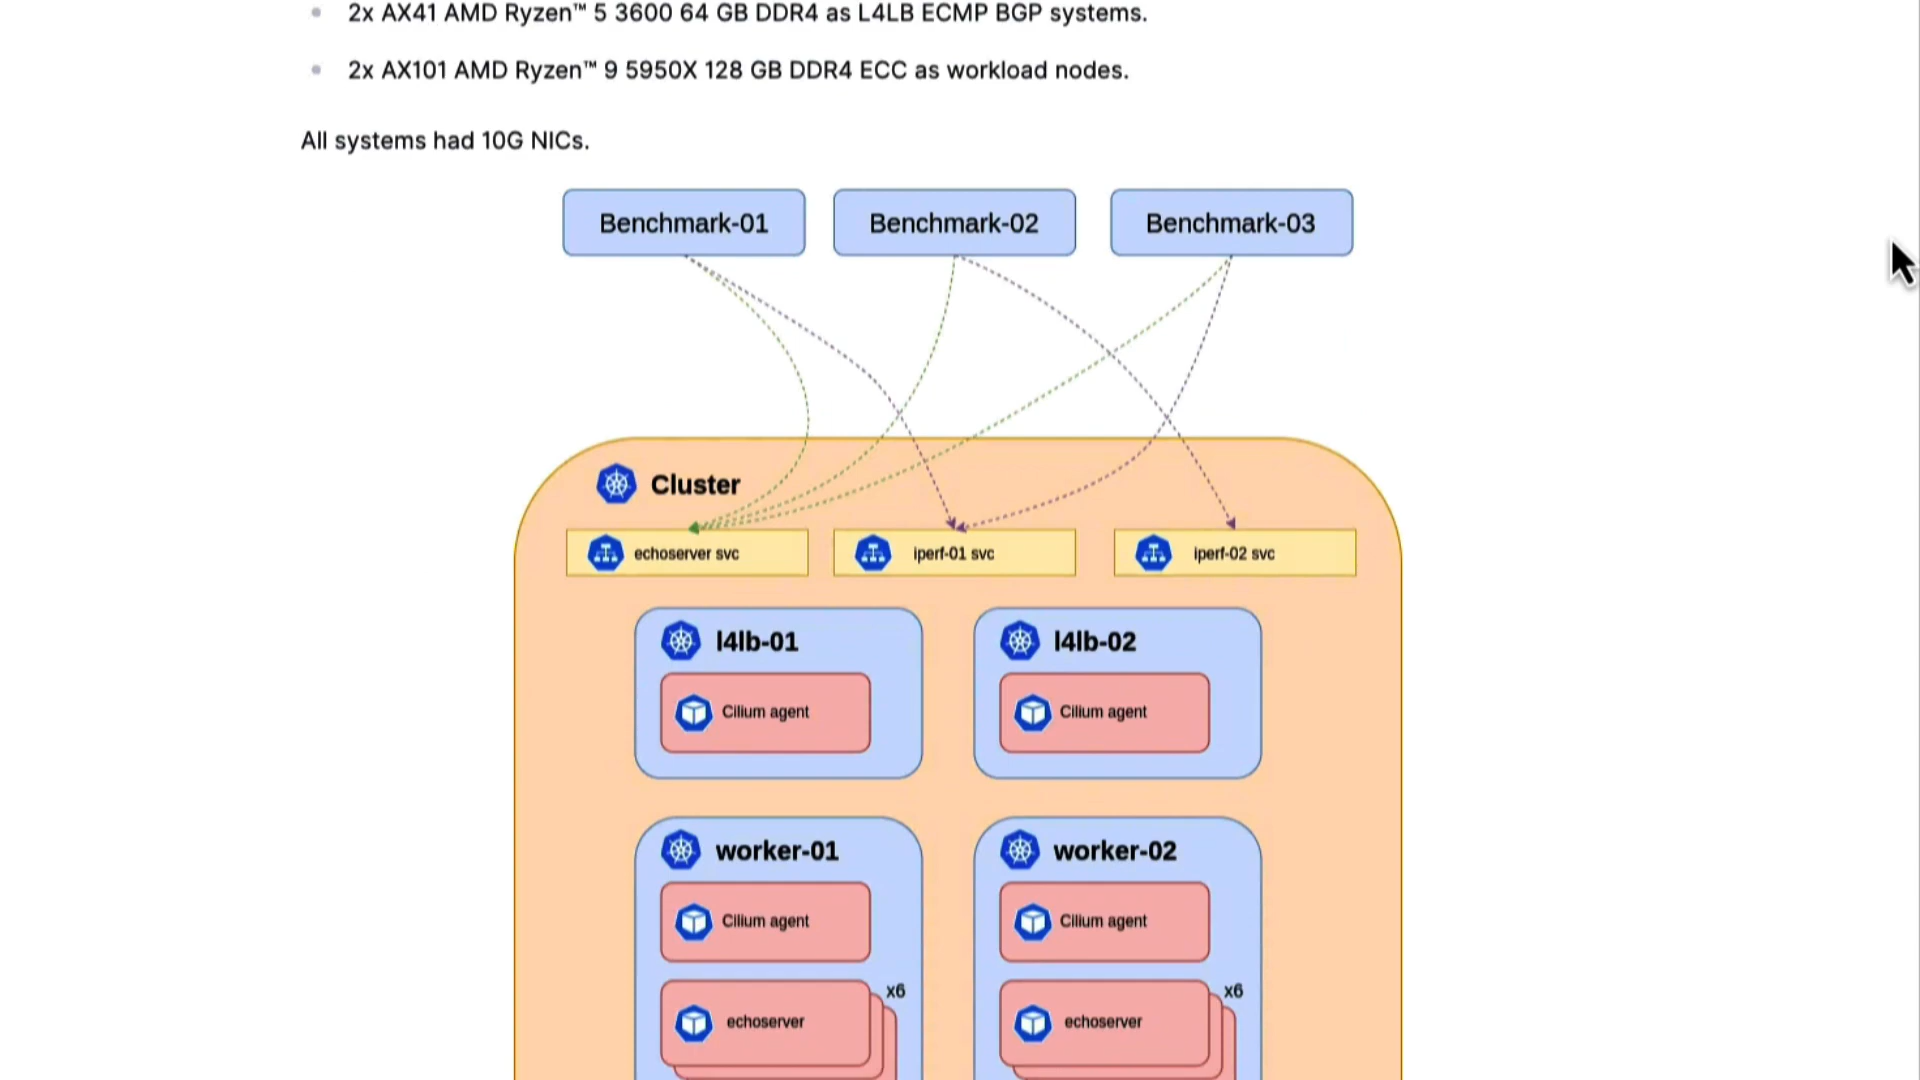 2x AX41 AMD Ryzen™ 5 3600 64 GB DDR4 as L4LB ECMP BGP systems.
2x AX101 AMD Ryzen™ 9 5950X 128 GB DDR4 ECC as workload nodes.
All systems had 10G NICs.
Benchmark-01
Benchmark-02
Benchmark-03
Cluster
echoserver svc
iperf-01 svc
iperf-02 svc
l4lb-01
l4lb-02
Cilium agent
Cilium agent
worker-01
worker-02
Cilium agent
Cilium agent
x6
x6
echoserver
echoserver